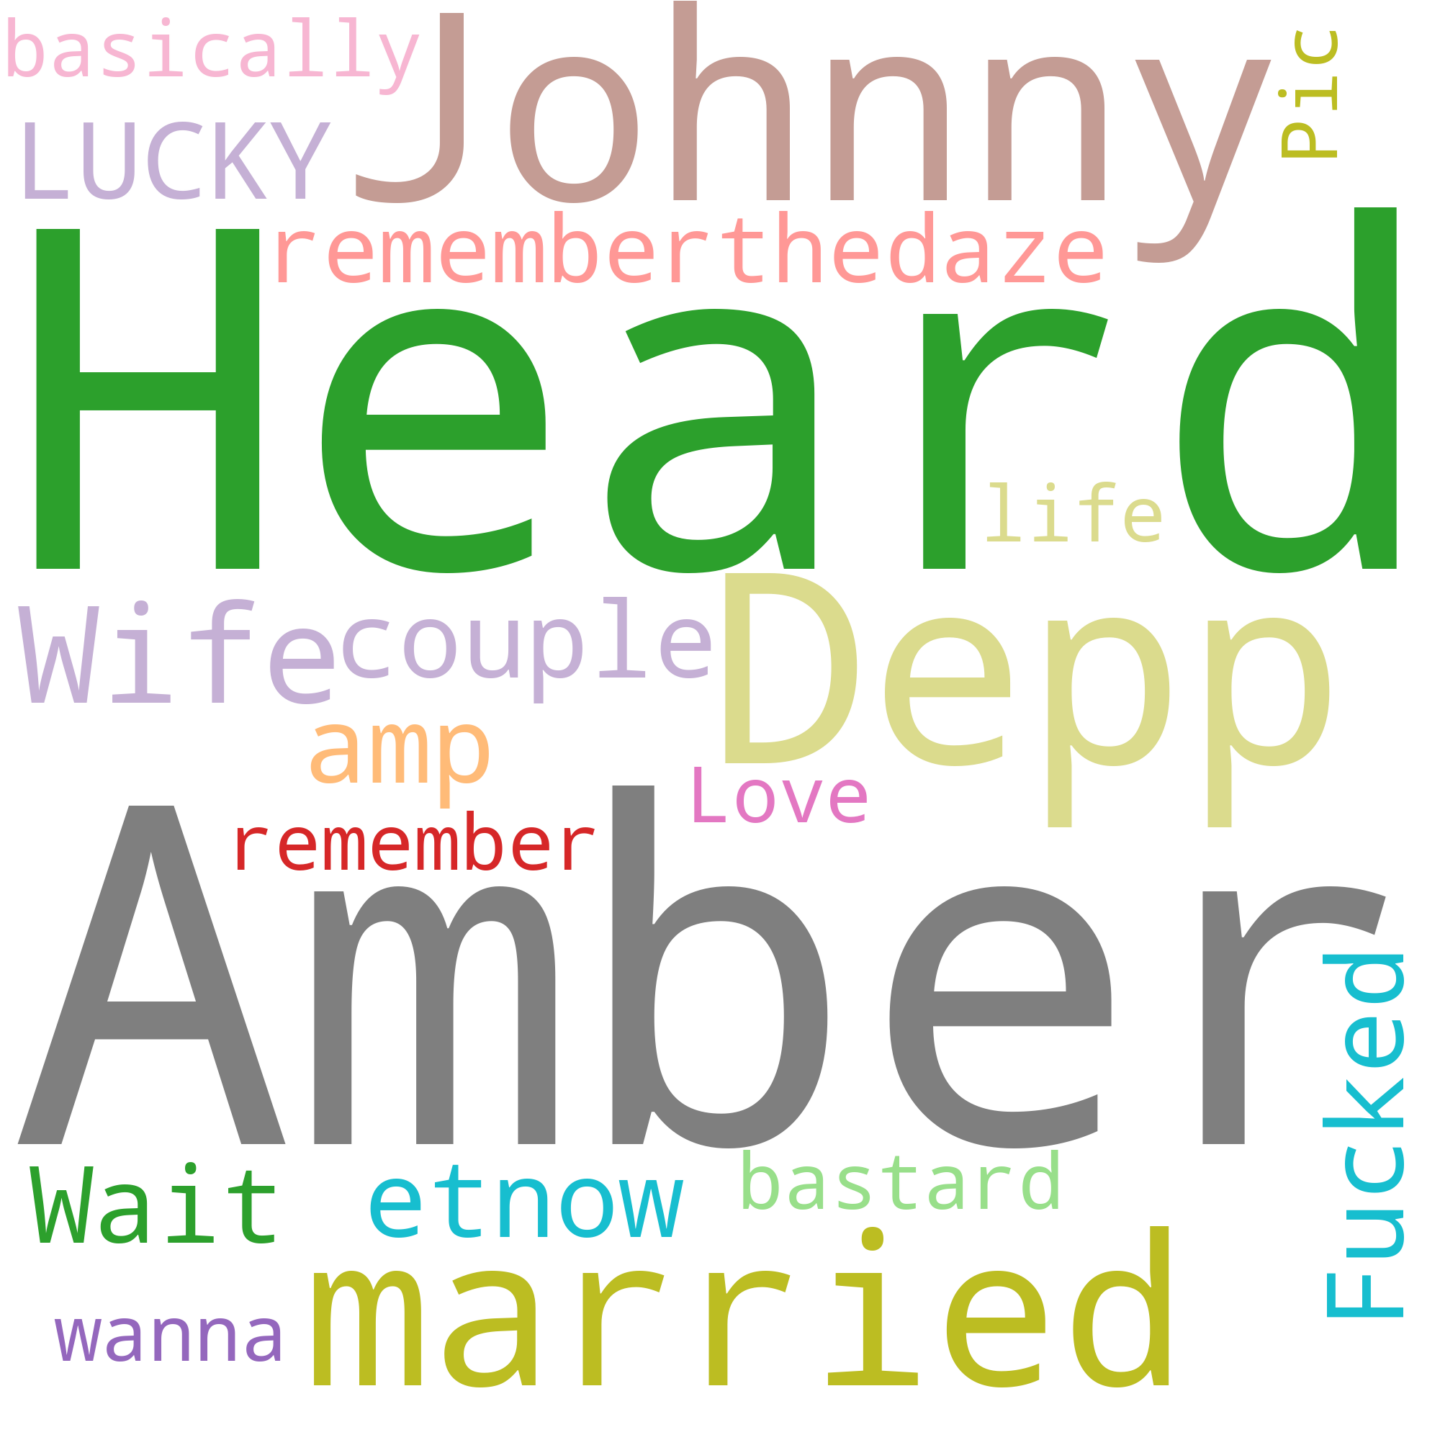 basically
Johnny
Pic
LUCKY
rememberthedaze
Heard
life
Wife
couple
Depp
amp
Love
remember
Amber
Fucked
Wait
etnow
bastard
wanna
married